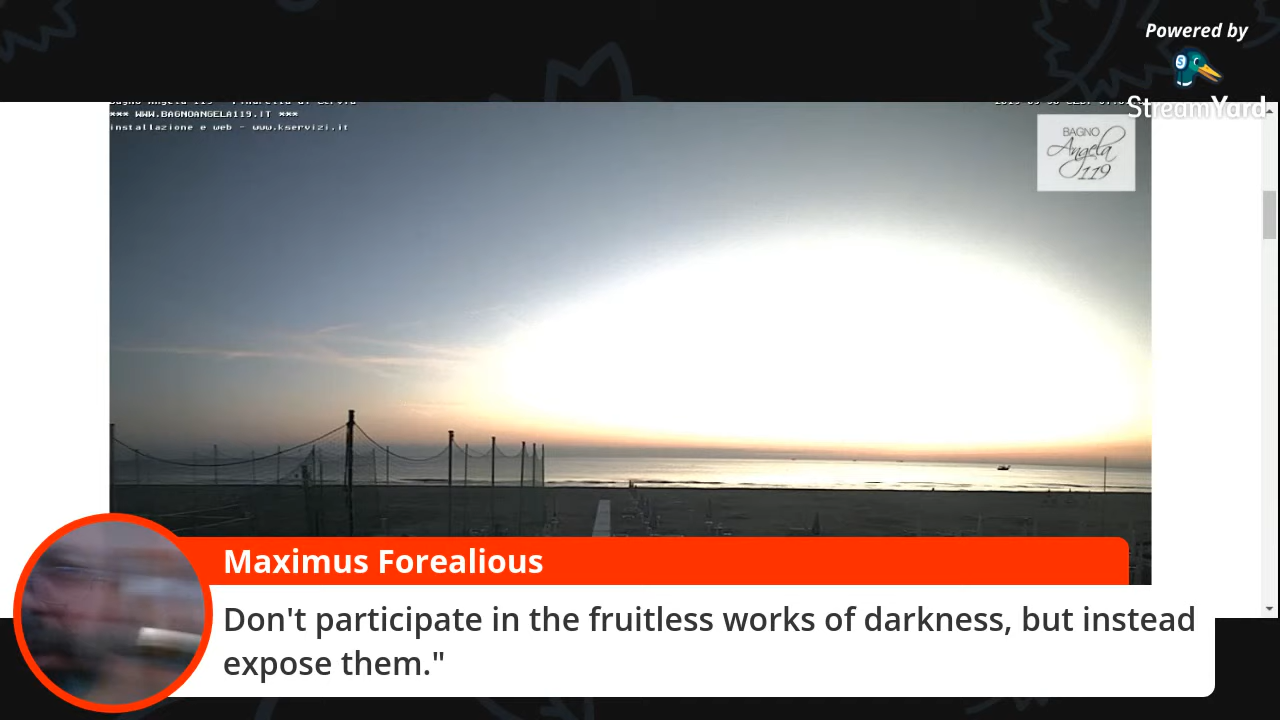 Powered by
StreamYard
*** WWW.BAGNOANGELA119.IT ***
installazione e web - www.kservizi.it
BAGNO
Angela
119
Maximus Forealious
Don't participate in the fruitless works of darkness, but instead
expose them."